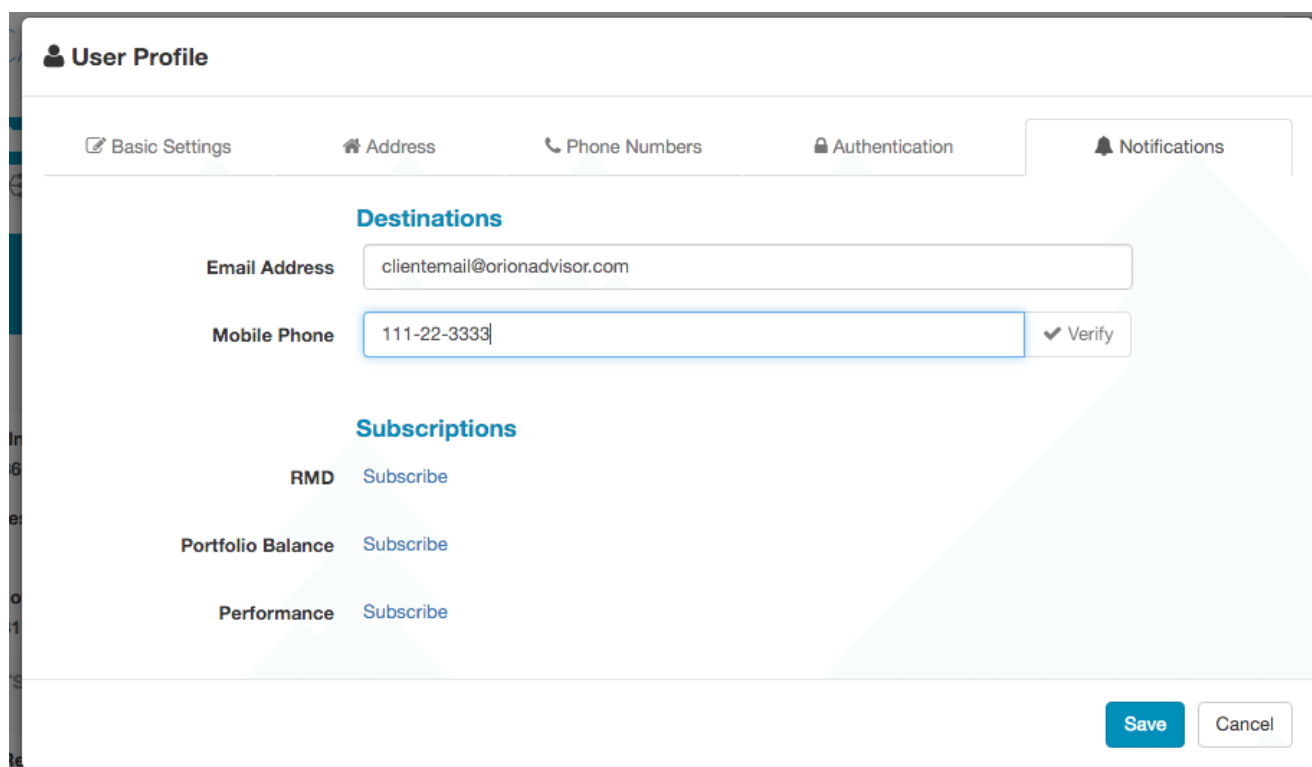 User Profile
Basic Settings Address Phone Numbers Authentication Notifications
Destinations
Email Address clientemail@orionadvisor.com
Mobile Phone 111-22-3333 Verify
Subscriptions
RMD Subscribe
Portfolio Balance Subscribe
Performance Subscribe
Save Cancel